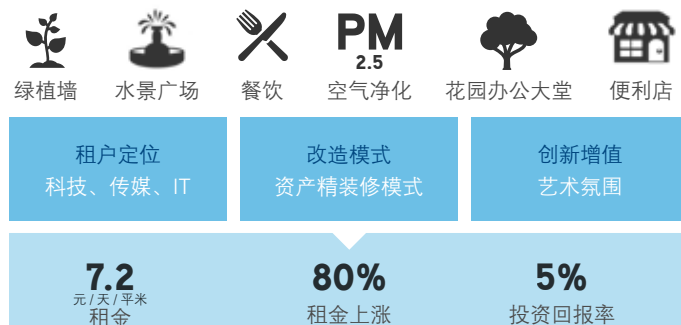 PM
2.5
绿植墙 水景广场 餐饮 空气净化 花园办公大堂 便利店
租户定位 改造模式 创新增值
科技、传媒、IT 资产精装修模式 艺术氛围
7.2 80% 5%
元/天/平米
租金 租金上涨 投资回报率